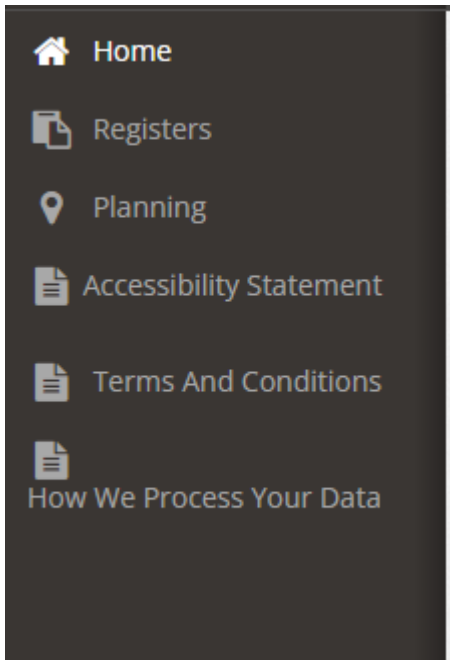 Home
Registers
Planning
Accessibility Statement
Terms And Conditions
How We Process Your Data